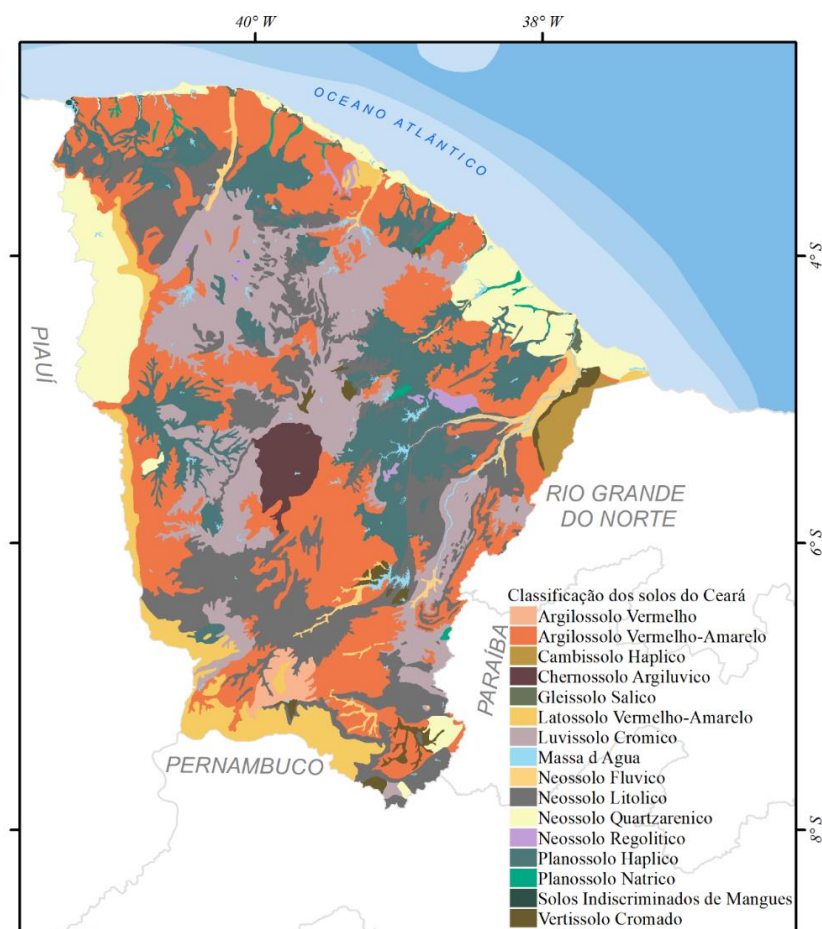 40° W
38° W
OCEANO ATLÂNTICO
4° S
PIAUÍ
RIO GRANDE
DO NORTE
6° S
Classificação dos solos do Ceará
Argilossolo Vermelho
Argilossolo Vermelho-Amarelo
Cambissolo Haplico
Chernossolo Argiluvico
Gleissolo Salico
Latossolo Vermelho-Amarelo
Luvissolo Cromico
Massa d Agua
Neossolo Fluvico
Neossolo Litolico
Neossolo Quartzarenico
Neossolo Regolitico
Planossolo Haplico
Planossolo Natrico
Solos Indiscriminados de Mangues
Vertissolo Cromado
PARAÍBA
PERNAMBUCO
8° S